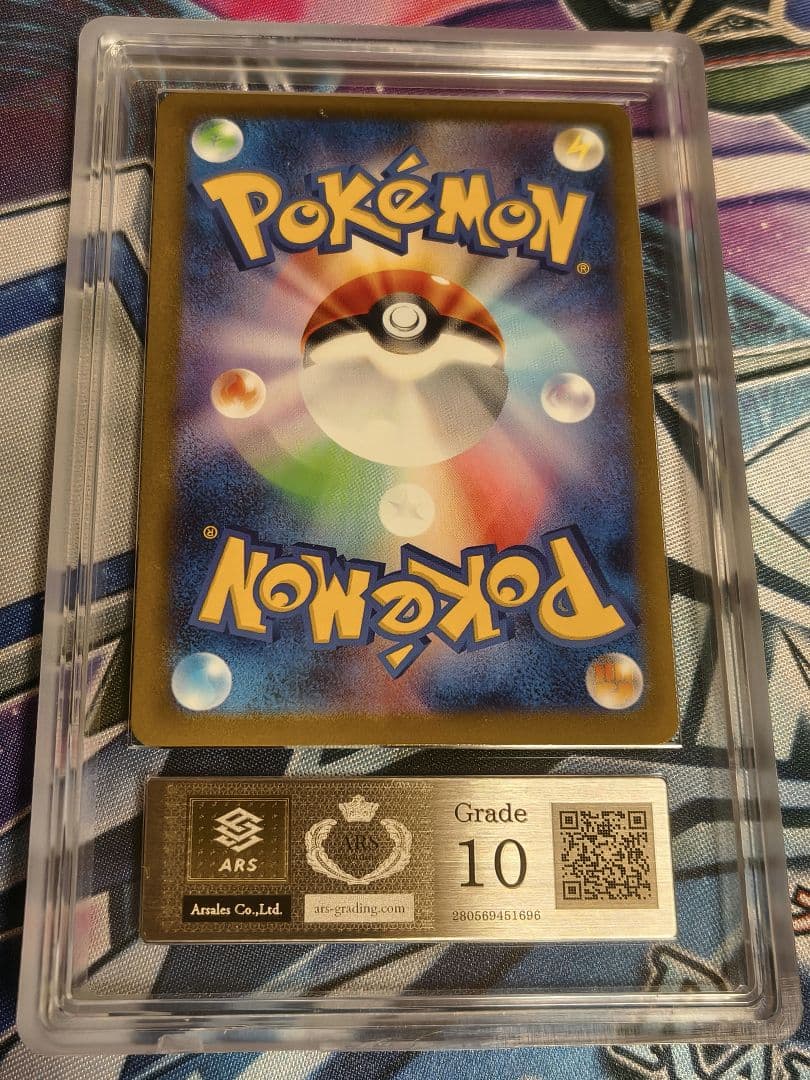 POKéMON
®
®
POKéMON
ARS
Arsales Co.,Ltd.
ARS
ars-grading.com
Grade
10
280569451696